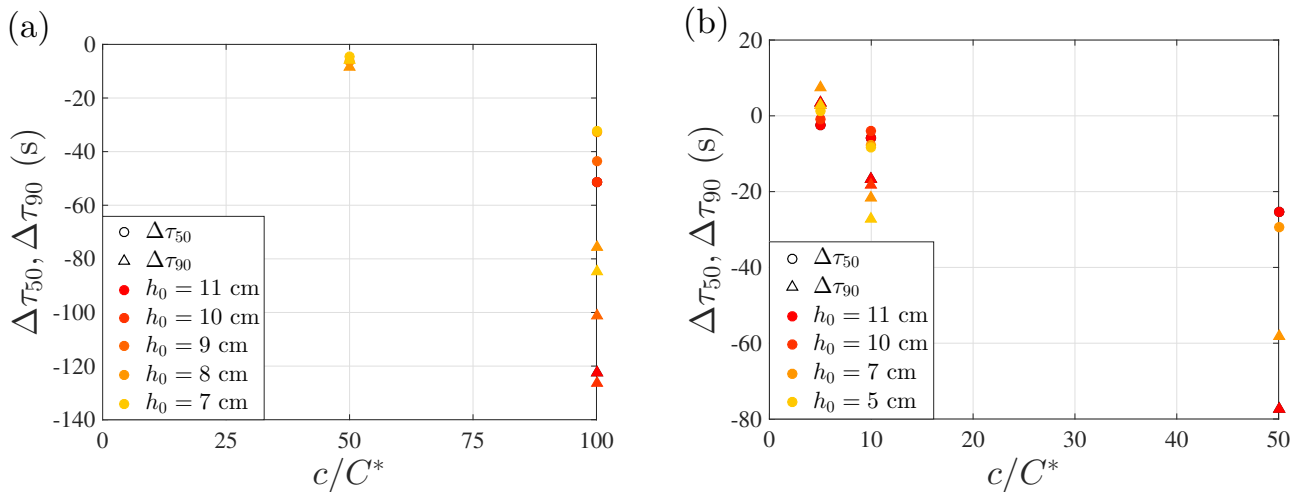 (a)
0
-20
-40
-60
-80
-100
-120
-140
Δτ50, Δτ90 (s)
Δτ50
Δτ90
h0 = 11 cm
h0 = 10 cm
h0 = 9 cm
h0 = 8 cm
h0 = 7 cm
0 25 50 75 100
c/C*
(b)
20
0
-20
-40
-60
-80
Δτ50, Δτ90 (s)
Δτ50
Δτ90
h0 = 11 cm
h0 = 10 cm
h0 = 7 cm
h0 = 5 cm
0 10 20 30 40 50
c/C*